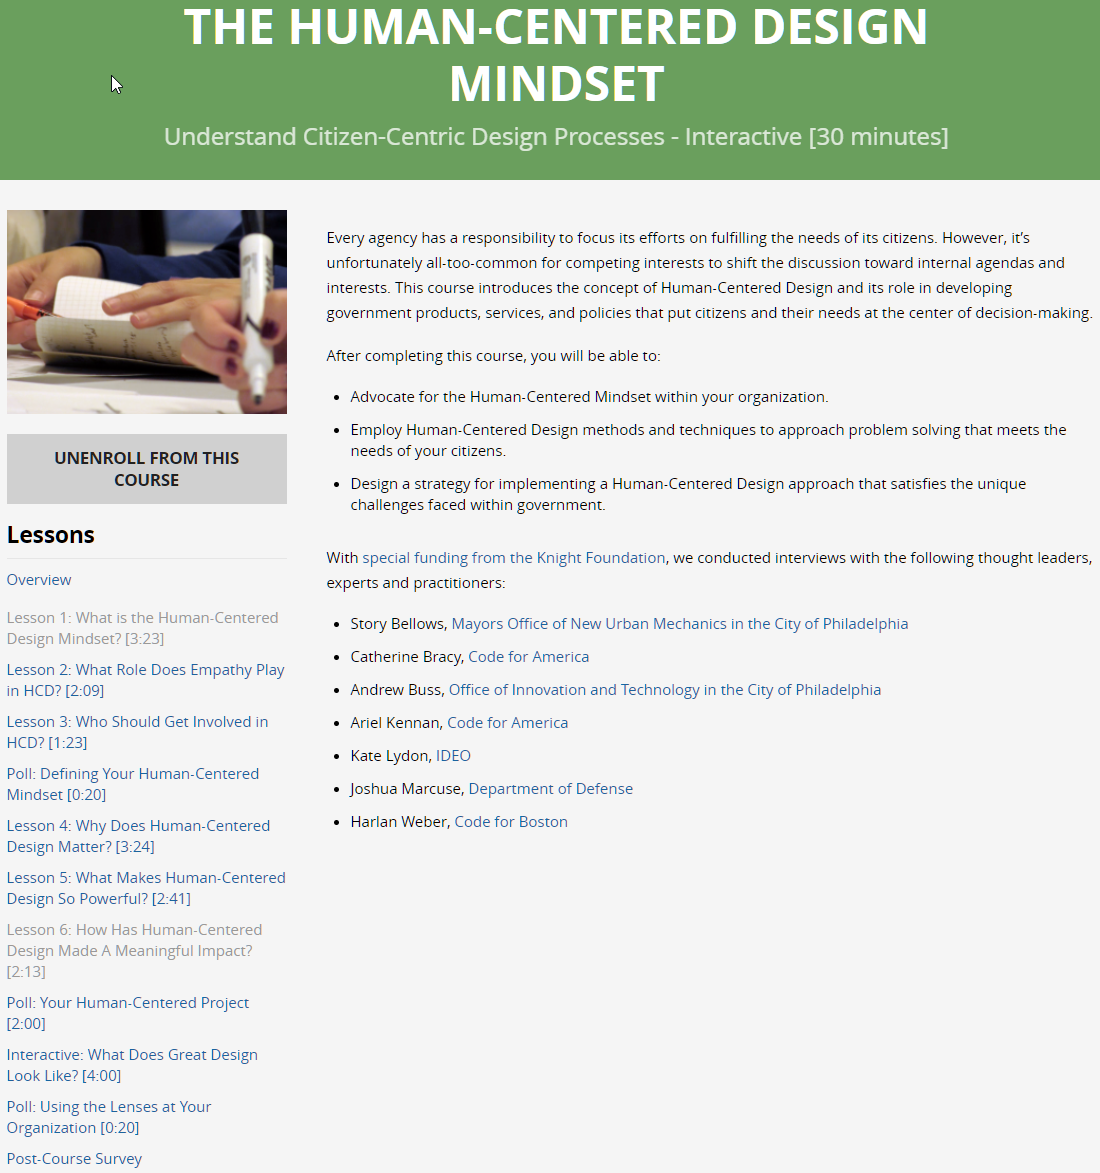 THE HUMAN-CENTERED DESIGN
MINDSET
Understand Citizen-Centric Design Processes - Interactive [30 minutes]
UNENROLL FROM THIS
COURSE
Lessons
Overview
Lesson 1: What is the Human-Centered
Design Mindset? [3:23]
Lesson 2: What Role Does Empathy Play
in HCD? [2:09]
Lesson 3: Who Should Get Involved in
HCD? [1:23]
Poll: Defining Your Human-Centered
Mindset [0:20]
Lesson 4: Why Does Human-Centered
Design Matter? [3:24]
Lesson 5: What Makes Human-Centered
Design So Powerful? [2:41]
Lesson 6: How Has Human-Centered
Design Made A Meaningful Impact?
[2:13]
Poll: Your Human-Centered Project
[2:00]
Interactive: What Does Great Design
Look Like? [4:00]
Poll: Using the Lenses at Your
Organization [0:20]
Post-Course Survey
Every agency has a responsibility to focus its efforts on fulfilling the needs of its citizens. However, it’s
unfortunately all-too-common for competing interests to shift the discussion toward internal agendas and
interests. This course introduces the concept of Human-Centered Design and its role in developing
government products, services, and policies that put citizens and their needs at the center of decision-making.
After completing this course, you will be able to:
• Advocate for the Human-Centered Mindset within your organization.
• Employ Human-Centered Design methods and techniques to approach problem solving that meets the
needs of your citizens.
• Design a strategy for implementing a Human-Centered Design approach that satisfies the unique
challenges faced within government.
With special funding from the Knight Foundation, we conducted interviews with the following thought leaders,
experts and practitioners:
• Story Bellows, Mayors Office of New Urban Mechanics in the City of Philadelphia
• Catherine Bracy, Code for America
• Andrew Buss, Office of Innovation and Technology in the City of Philadelphia
• Ariel Kennan, Code for America
• Kate Lydon, IDEO
• Joshua Marcuse, Department of Defense
• Harlan Weber, Code for Boston